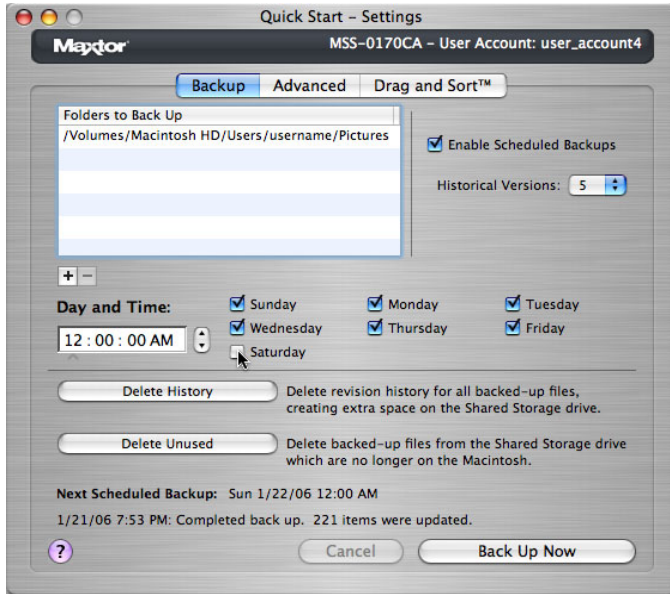 Quick Start – Settings
Maxtor
MSS-0170CA – User Account: user_account4
Backup Advanced Drag and Sort™
Folders to Back Up
/Volumes/Macintosh HD/Users/username/Pictures
Enable Scheduled Backups
Historical Versions: 5
+ −
Day and Time:
Sunday Monday Tuesday
12 : 00 : 00 AM
Wednesday Thursday Friday
Saturday
Delete History
Delete revision history for all backed-up files,
creating extra space on the Shared Storage drive.
Delete Unused
Delete backed-up files from the Shared Storage drive
which are no longer on the Macintosh.
Next Scheduled Backup: Sun 1/22/06 12:00 AM
1/21/06 7:53 PM: Completed back up. 221 items were updated.
? Cancel Back Up Now